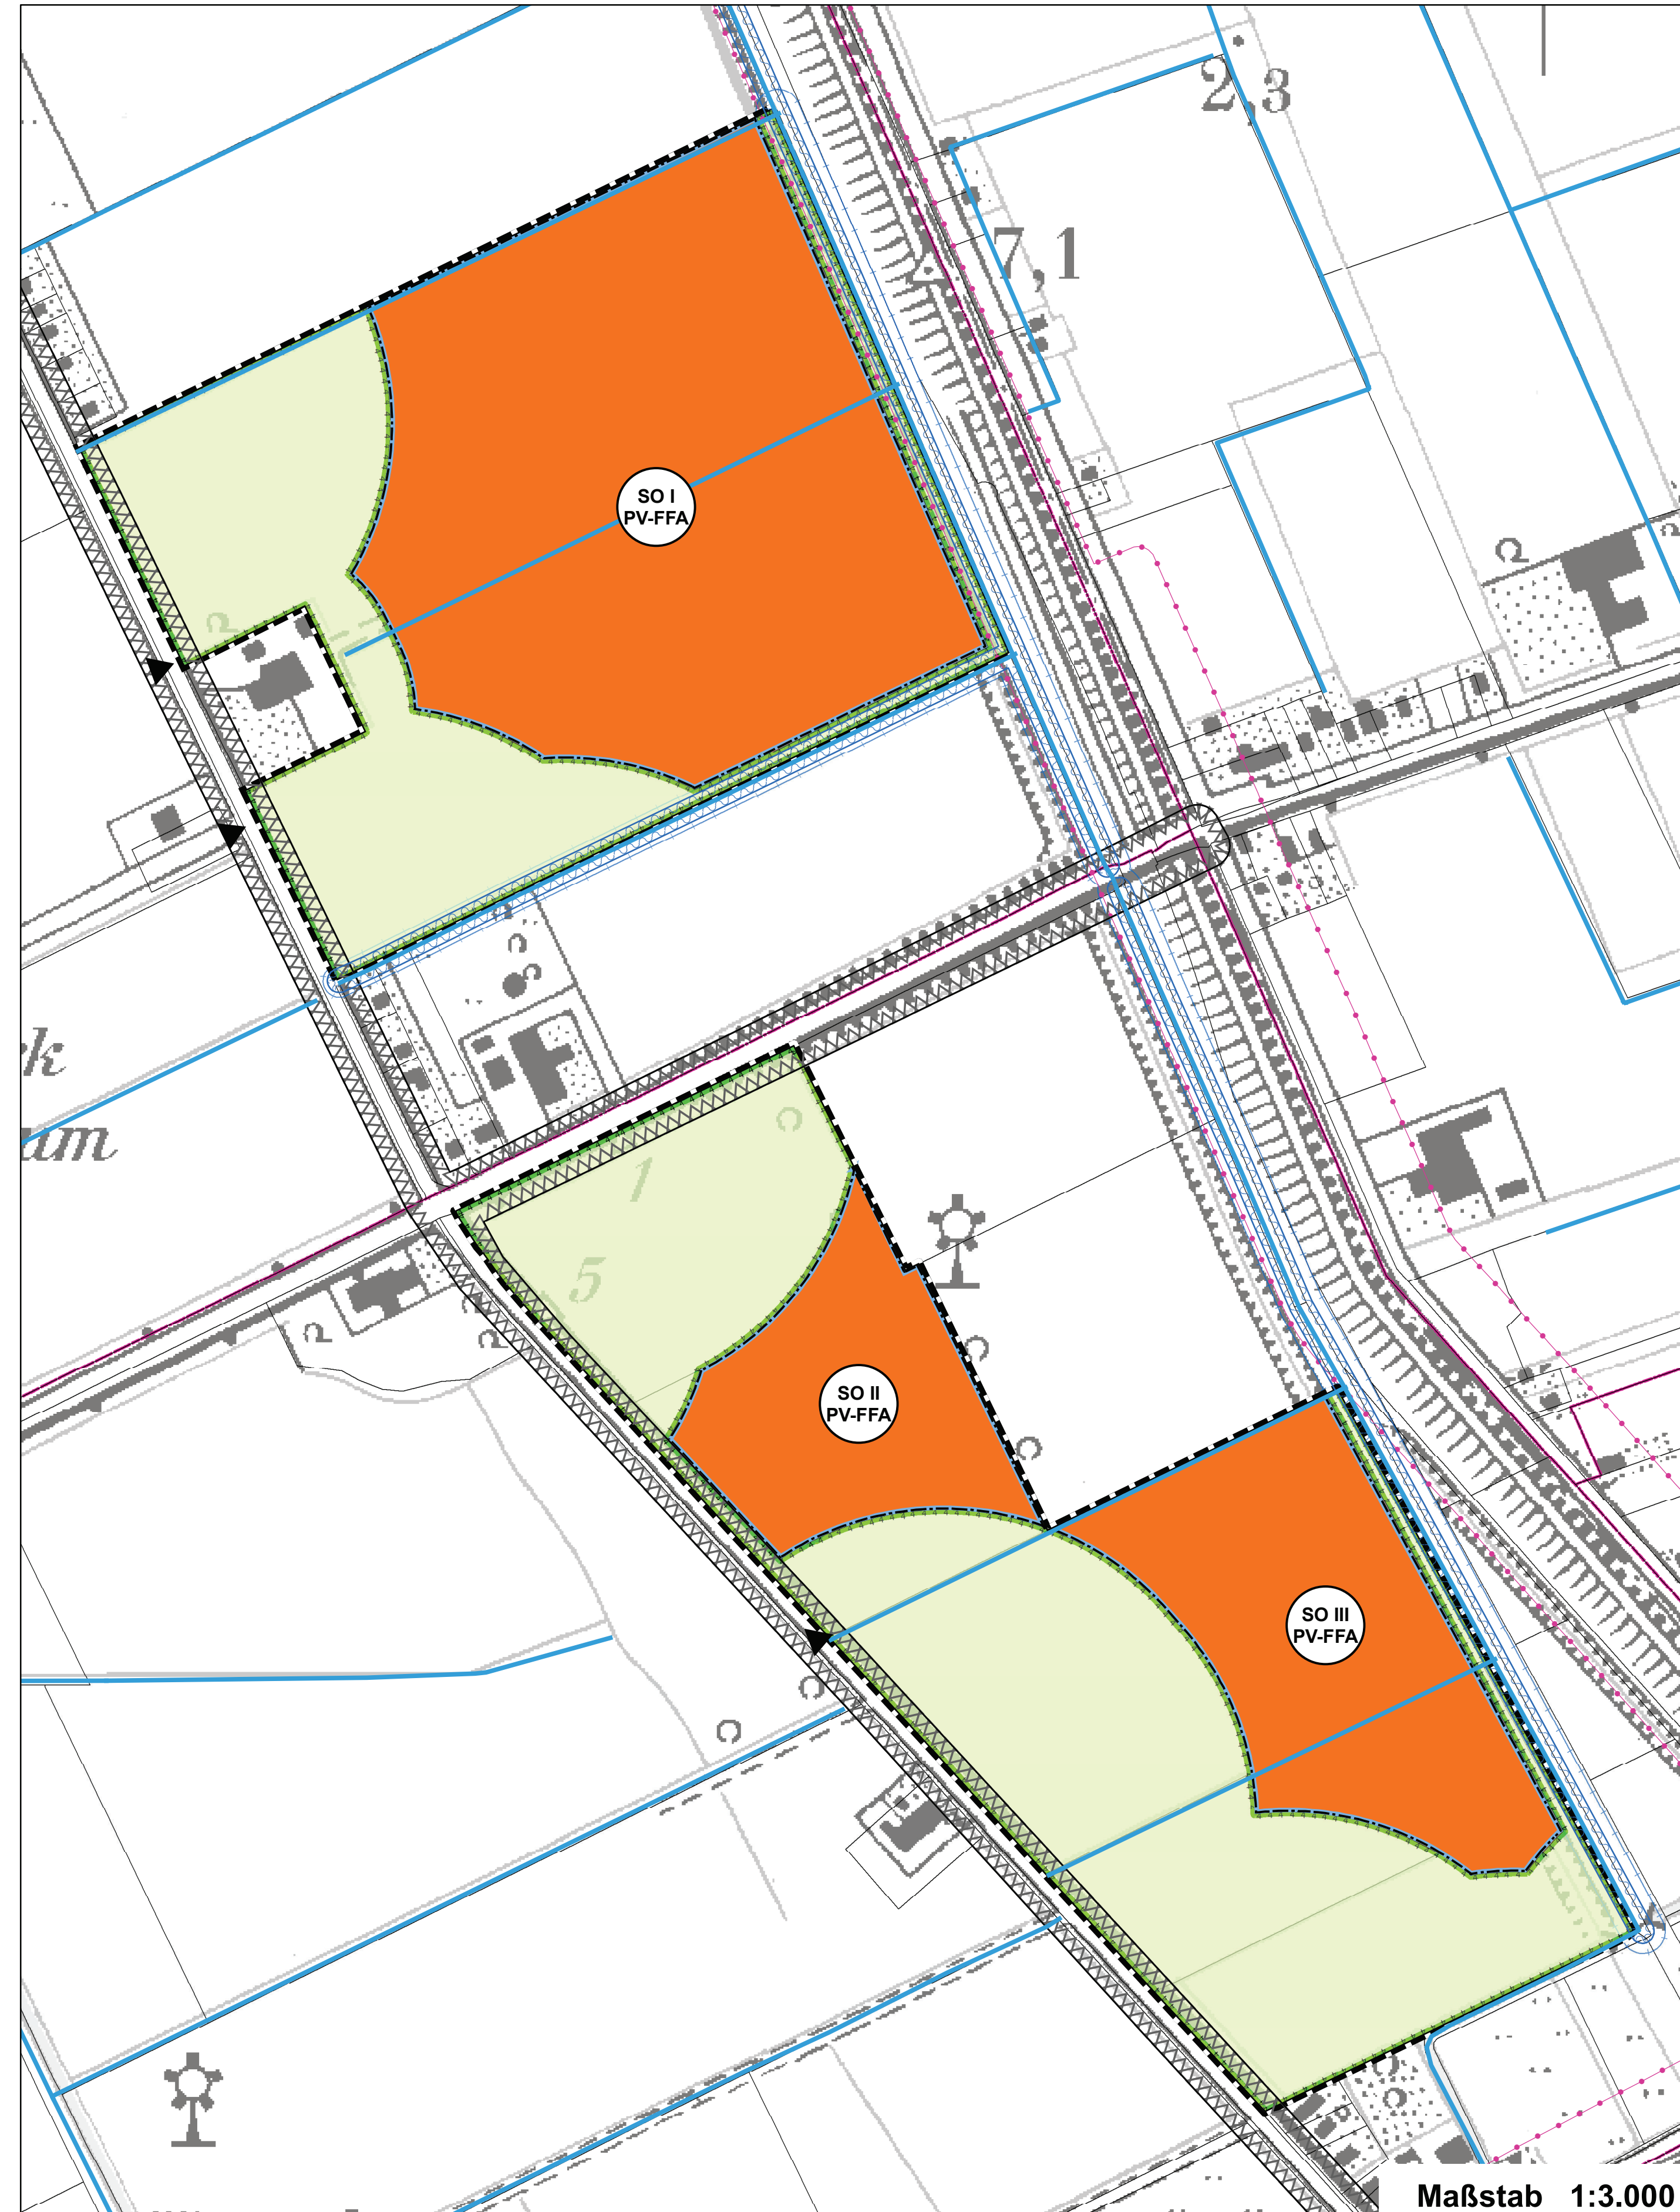 2,3
7,1
SO I
PV-FFA
k
um
1
5
SO II
PV-FFA
SO III
PV-FFA
Maßstab 1:3.000